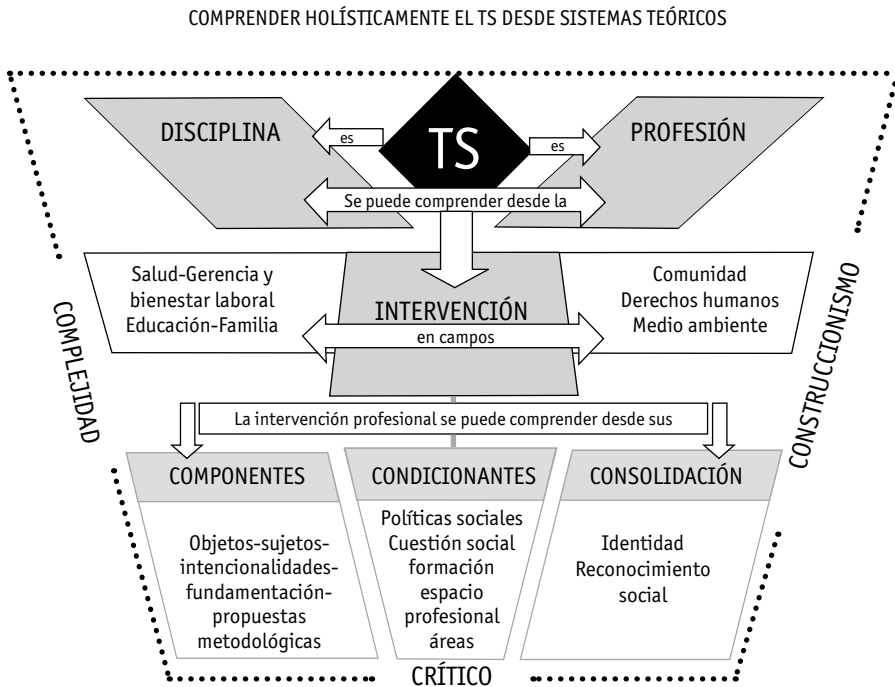 COMPRENDER HOLÍSTICAMENTE EL TS DESDE SISTEMAS TEÓRICOS
DISCIPLINA
es
TS
es
PROFESIÓN
Se puede comprender desde la
Salud-Gerencia y
bienestar laboral
Educación-Familia
INTERVENCIÓN
en campos
Comunidad
Derechos humanos
Medio ambiente
COMPLEJIDAD
CONSTRUCCIONISMO
La intervención profesional se puede comprender desde sus
COMPONENTES
Objetos-sujetos-
intencionalidades-
fundamentación-
propuestas
metodológicas
CONDICIONANTES
Políticas sociales
Cuestión social
formación
espacio
profesional
áreas
CONSOLIDACIÓN
Identidad
Reconocimiento
social
CRÍTICO